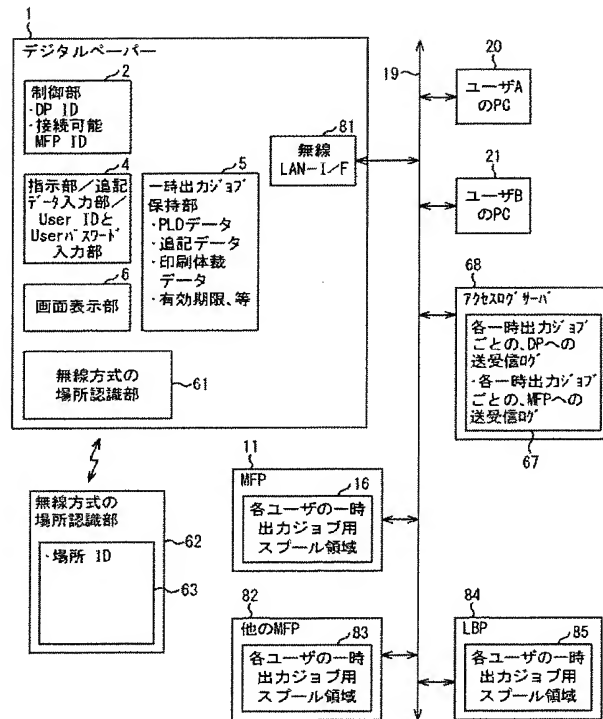 1
デジタルペーパー
2
制御部
・DP ID
・接続可能
MFP ID
4
指示部/追記
データ入力部/
User IDと
Userパスワード
入力部
6
画面表示部
5
一時出力ジョブ
保持部
・PLDデータ
・追記データ
・印刷体裁
データ
・有効期限、等
81
無線
LAN-I/F
無線方式の
場所認識部
61
無線方式の
場所認識部
62
・場所 ID
63
19
20
ユーザA
のPC
21
ユーザB
のPC
68
アクセスログサーバ
各一時出力ジョブ
ごとの、DPへの
送受信ログ
・各一時出力ジョブ
ごとの、MFPへの
送受信ログ
67
11
MFP
16
各ユーザの一時
出力ジョブ用
スプール領域
82
他のMFP
83
各ユーザの一時
出力ジョブ用
スプール領域
84
LBP
85
各ユーザの一時
出力ジョブ用
スプール領域